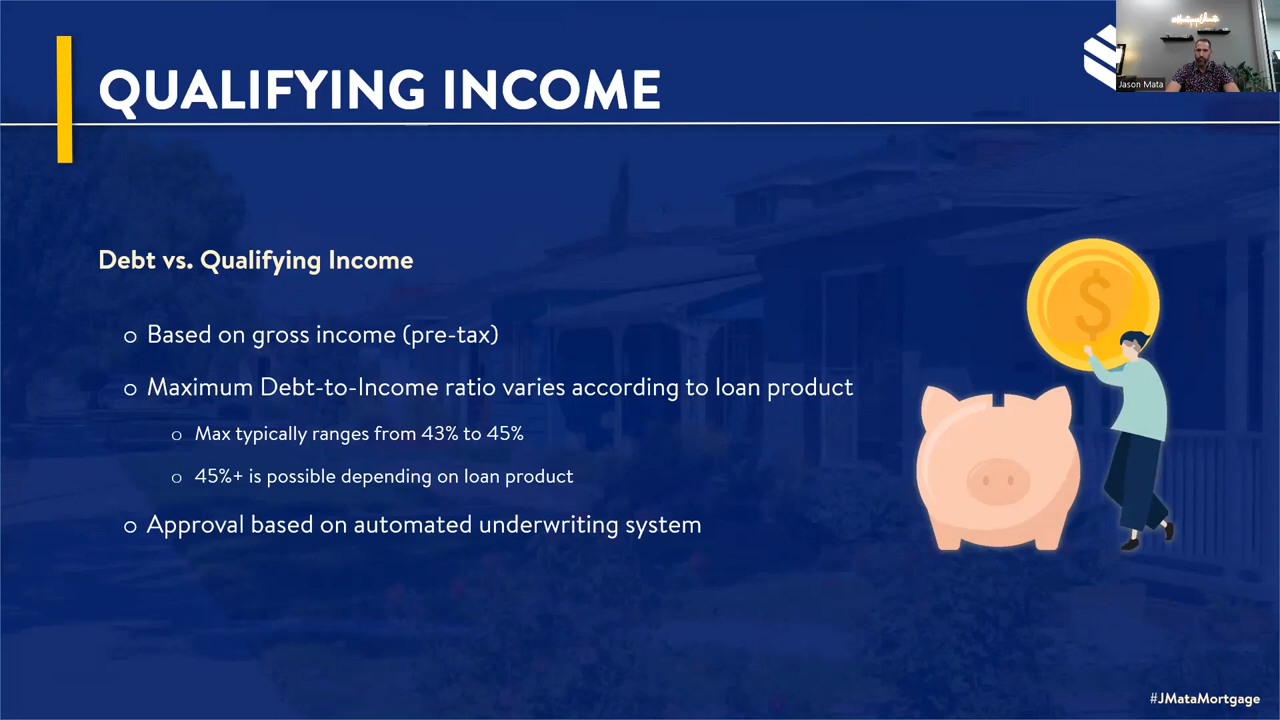 QUALIFYING INCOME
Jason Mata
Debt vs. Qualifying Income
o Based on gross income (pre-tax)
o Maximum Debt-to-Income ratio varies according to loan product
o Max typically ranges from 43% to 45%
o 45%+ is possible depending on loan product
o Approval based on automated underwriting system
$
#JMataMortgage